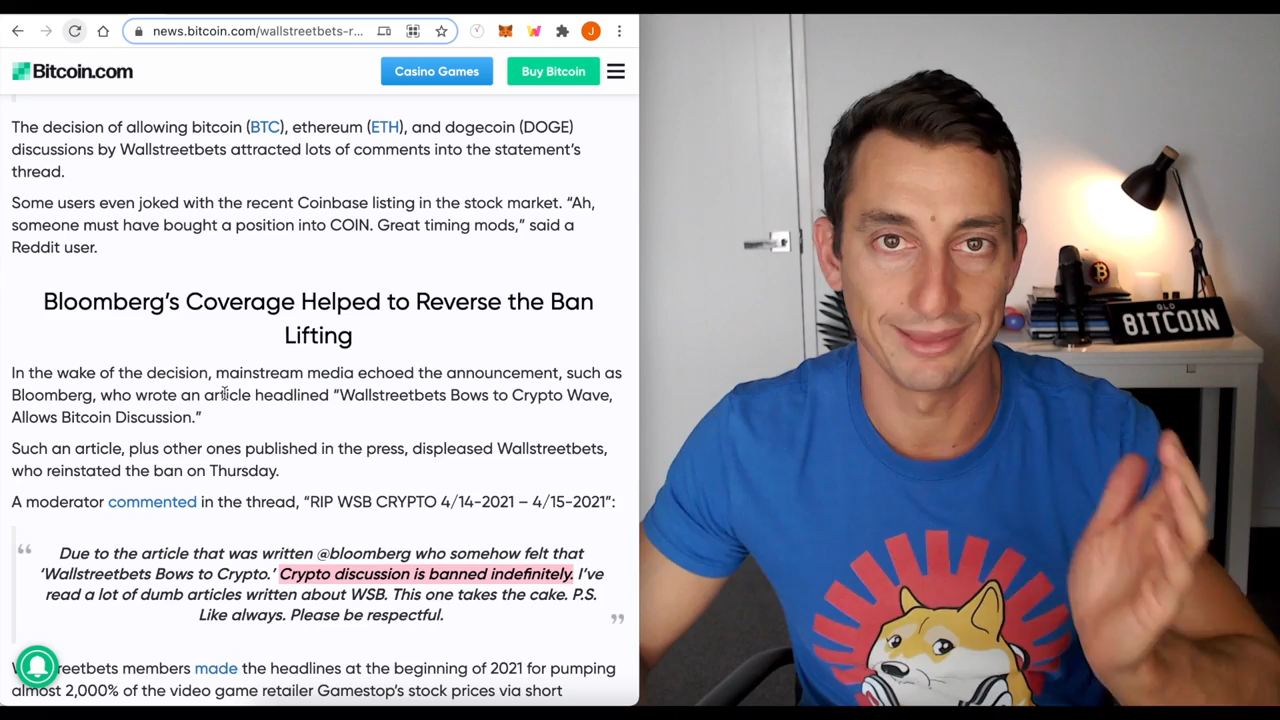 news.bitcoin.com/wallstreetbets-r...
J
Bitcoin.com
Casino Games
Buy Bitcoin
The decision of allowing bitcoin (BTC), ethereum (ETH), and dogecoin (DOGE)
discussions by Wallstreetbets attracted lots of comments into the statement’s
thread.
Some users even joked with the recent Coinbase listing in the stock market. “Ah,
someone must have bought a position into COIN. Great timing mods,” said a
Reddit user.
Bloomberg’s Coverage Helped to Reverse the Ban
Lifting
In the wake of the decision, mainstream media echoed the announcement, such as
Bloomberg, who wrote an article headlined “Wallstreetbets Bows to Crypto Wave,
Allows Bitcoin Discussion.”
Such an article, plus other ones published in the press, displeased Wallstreetbets,
who reinstated the ban on Thursday.
A moderator commented in the thread, “RIP WSB CRYPTO 4/14-2021 – 4/15-2021”:
Due to the article that was written @bloomberg who somehow felt that
‘Wallstreetbets Bows to Crypto.’ Crypto discussion is banned indefinitely. I’ve
read a lot of dumb articles written about WSB. This one takes the cake. P.S.
Like always. Please be respectful.
members made the headlines at the beginning of 2021 for pumping
almost 2,000% of the video game retailer Gamestop’s stock prices via short
QLD
8ITCOIN